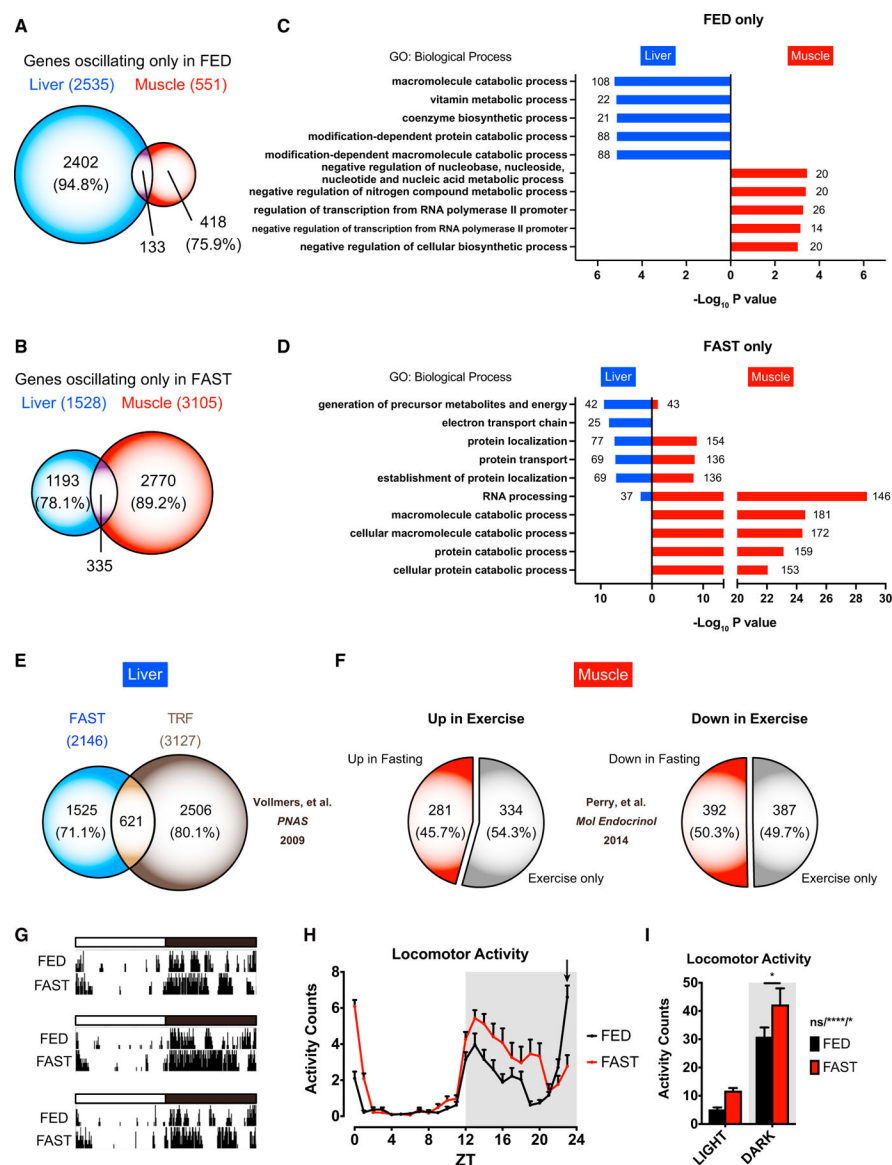 A
Genes oscillating only in FED
Liver (2535) Muscle (551)
2402
(94.8%)
133
418
(75.9%)
C
FED only
GO: Biological Process
Liver
Muscle
macromolecule catabolic process 108
vitamin metabolic process 22
coenzyme biosynthetic process 21
modification-dependent protein catabolic process 88
modification-dependent macromolecule catabolic process 88
negative regulation of nucleobase, nucleoside,
nucleotide and nucleic acid metabolic process 20
negative regulation of nitrogen compound metabolic process 20
regulation of transcription from RNA polymerase II promoter 26
negative regulation of transcription from RNA polymerase II promoter 14
negative regulation of cellular biosynthetic process 20
6 4 2 0 2 4 6
-Log10 P value
B
Genes oscillating only in FAST
Liver (1528) Muscle (3105)
1193
(78.1%)
2770
(89.2%)
335
D
FAST only
GO: Biological Process
Liver
Muscle
generation of precursor metabolites and energy 42 43
electron transport chain 25
protein localization 77 154
protein transport 69 136
establishment of protein localization 69 136
RNA processing 37 146
macromolecule catabolic process 181
cellular macromolecule catabolic process 172
protein catabolic process 159
cellular protein catabolic process 153
10 0 10 20 22 24 26 28 30
-Log10 P value
E
Liver
FAST
(2146)
TRF
(3127)
1525
(71.1%)
621
2506
(80.1%)
Vollmers, et al.
PNAS
2009
F
Muscle
Up in Exercise
Up in Fasting
281
(45.7%)
334
(54.3%)
Exercise only
Perry, et al.
Mol Endocrinol
2014
Down in Exercise
Down in Fasting
392
(50.3%)
387
(49.7%)
Exercise only
G
FED
FAST
FED
FAST
FED
FAST
H
Locomotor Activity
Activity Counts
8
6
4
2
0
0 4 8 12 16 20 24
ZT
FED
FAST
I
Locomotor Activity
Activity Counts
50
40
30
20
10
0
*
LIGHT
DARK
ns/****/*
FED
FAST